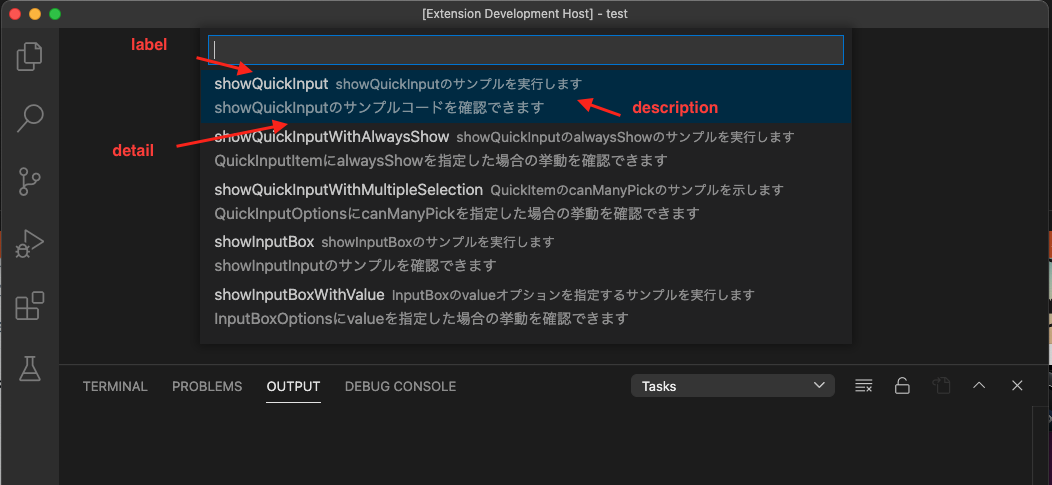 [Extension Development Host] - test
label
showQuickInput showQuickInputのサンプルを実行します
showQuickInputのサンプルコードを確認できます
description
showQuickInputWithAlwaysShow showQuickInputのalwaysShowのサンプルを実行します
detail
QuickInputItemにalwaysShowを指定した場合の挙動を確認できます
showQuickInputWithMultipleSelection QuickItemのcanManyPickのサンプルを示します
QuickInputOptionsにcanManyPickを指定した場合の挙動を確認できます
showInputBox showInputBoxのサンプルを実行します
showInputInputのサンプルを確認できます
showInputBoxWithValue InputBoxのvalueオプションを指定するサンプルを実行します
InputBoxOptionsにvalueを指定した場合の挙動を確認できます
TERMINAL PROBLEMS OUTPUT DEBUG CONSOLE Tasks